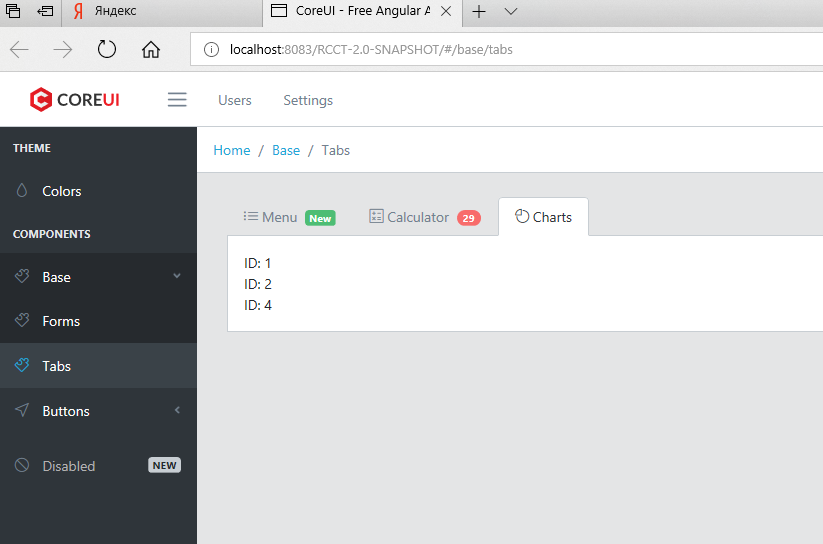 Яндекс
CoreUI - Free Angular A
localhost:8083/RCCT-2.0-SNAPSHOT/#/base/tabs
COREUI
Users
Settings
THEME
Home / Base / Tabs
Colors
Menu New
Calculator 29
Charts
COMPONENTS
ID: 1
Base
ID: 2
ID: 4
Forms
Tabs
Buttons
Disabled NEW